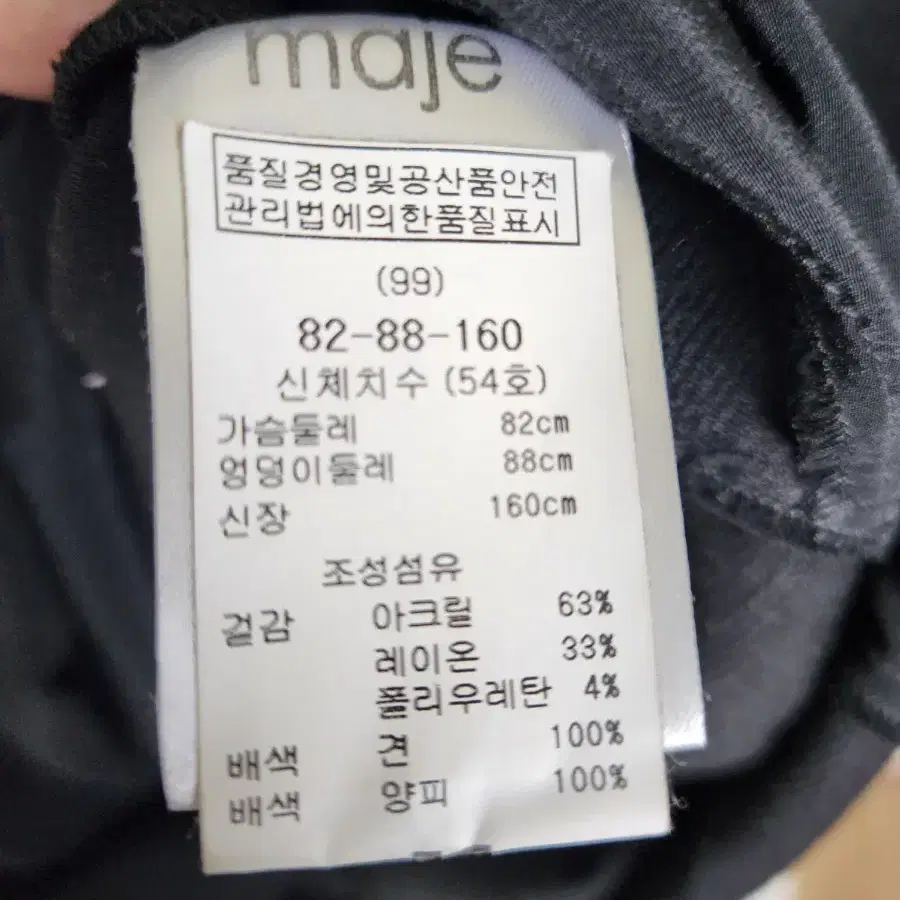 maje
품질경영및공산품안전
관리법에의한품질표시
(99)
82-88-160
신체치수 (54호)
가슴둘레 82cm
엉덩이둘레 88cm
신장 160cm
조성섬유
겉감 아크릴 63%
레이온 33%
폴리우레탄 4%
배색 견 100%
배색 양피 100%